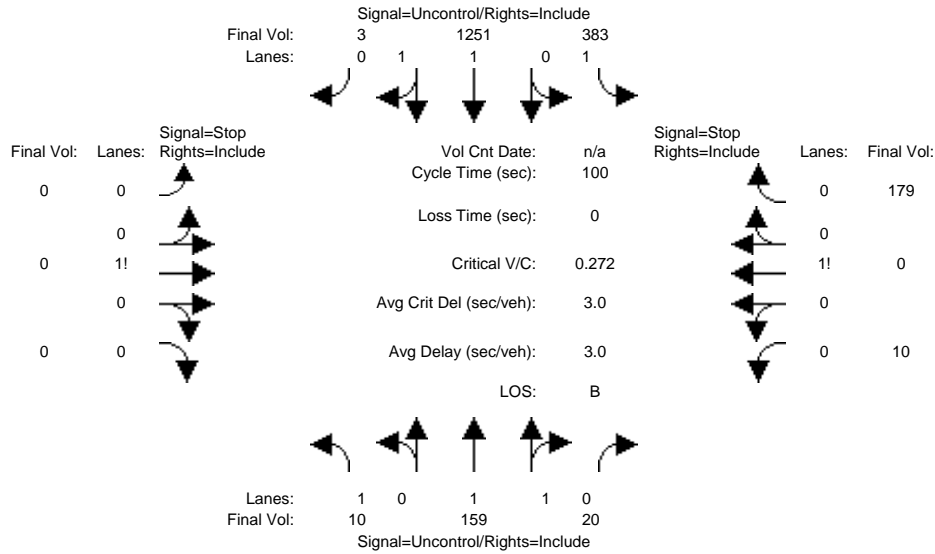 Signal=Uncontrol/Rights=Include
Final Vol: 3 1251 383
Lanes: 0 1 1 0 1
Signal=Stop Signal=Stop
Final Vol: Lanes: Rights=Include Vol Cnt Date: n/a Rights=Include Lanes: Final Vol:
Cycle Time (sec): 100
0 0 0 179
Loss Time (sec): 0
0 0
0 1! Critical V/C: 0.272 1! 0
0 Avg Crit Del (sec/veh): 3.0 0
0 0 Avg Delay (sec/veh): 3.0 0 10
LOS: B
Lanes: 1 0 1 1 0
Final Vol: 10 159 20
Signal=Uncontrol/Rights=Include